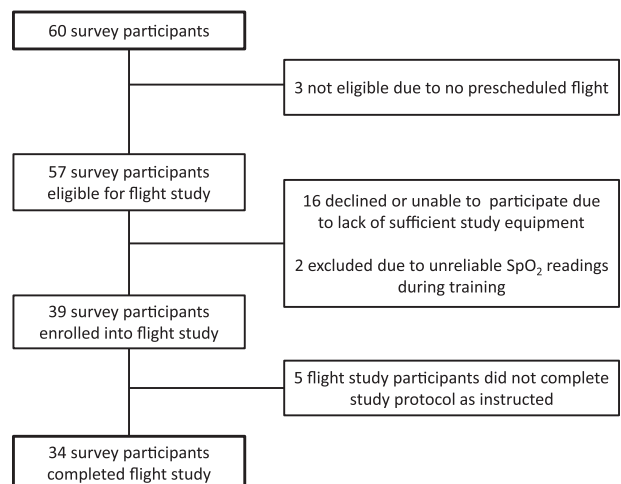 60 survey participants
3 not eligible due to no prescheduled flight
57 survey participants
eligible for flight study
16 declined or unable to participate due
to lack of sufficient study equipment
2 excluded due to unreliable SpO₂ readings
during training
39 survey participants
enrolled into flight study
5 flight study participants did not complete
study protocol as instructed
34 survey participants
completed flight study